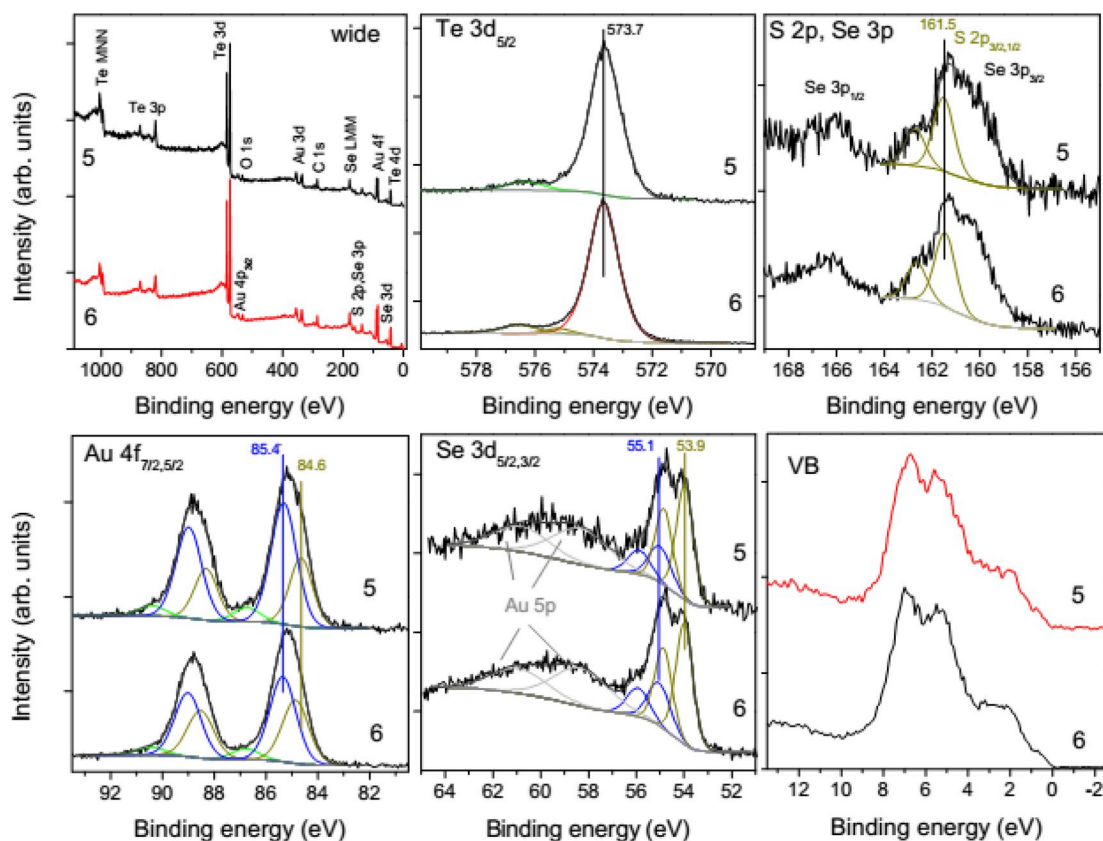 wide
Te MNN
Te 3p
Te 3d
O 1s
Au 3d
C 1s
Se LMM
Au 4f
Te 4d
5
6
Au 4p3/2
S 2p,Se 3p
Se 3d
Intensity (arb. units)
1000 800 600 400 200 0
Binding energy (eV)
Te 3d5/2
573.7
5
6
578 576 574 572 570
Binding energy (eV)
S 2p, Se 3p
161.5
S 2p3/2,1/2
Se 3p1/2
Se 3p3/2
5
6
168 166 164 162 160 158 156
Binding energy (eV)
Au 4f7/2,5/2
85.4
84.6
5
6
Intensity (arb. units)
92 90 88 86 84 82
Binding energy (eV)
Se 3d5/2,3/2
55.1
53.9
5
Au 5p
6
64 62 60 58 56 54 52
Binding energy (eV)
VB
5
6
12 10 8 6 4 2 0 -2
Binding energy (eV)